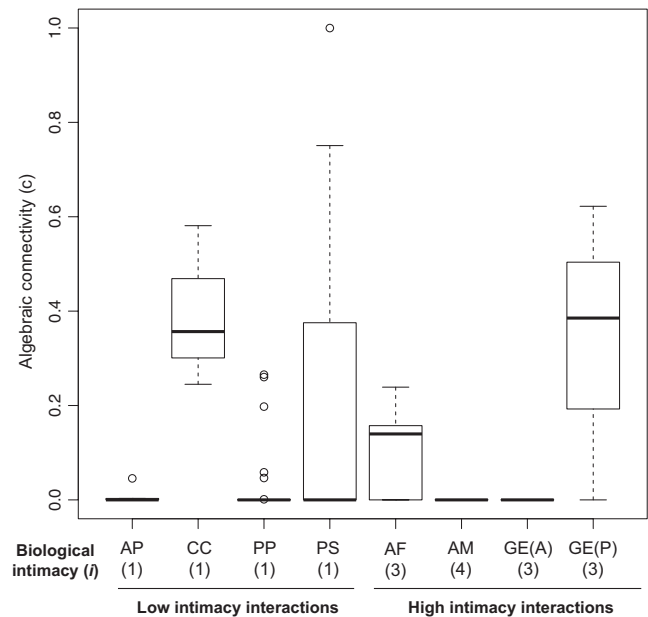 1.0
0.8
0.6
0.4
0.2
0.0
Algebraic connectivity (c)
Biological AP CC PP PS AF AM GE(A) GE(P)
intimacy (i) (1) (1) (1) (1) (3) (4) (3) (3)
Low intimacy interactions High intimacy interactions